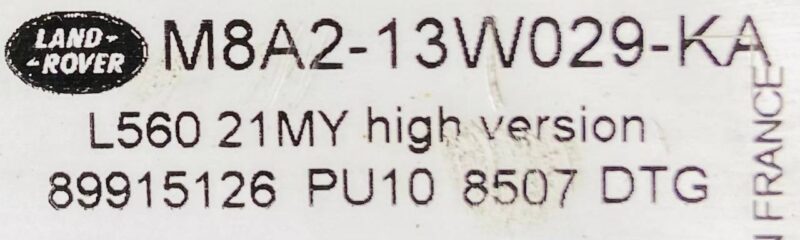 LAND-
-ROVER
M8A2-13W029-KA
L560 21MY high version
89915126 PU10 8507 DTG
N FRANCE